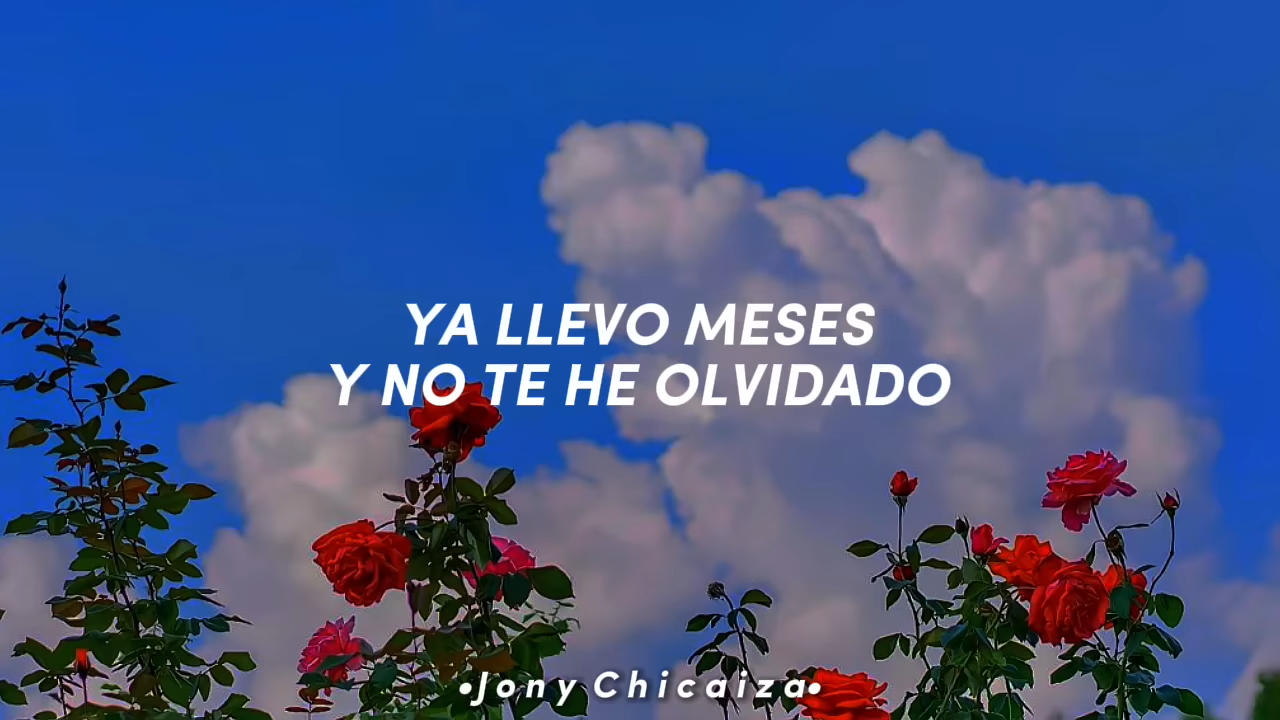 YA LLEVO MESES
Y NO TE HE OLVIDADO
•Jony Chicaiza•